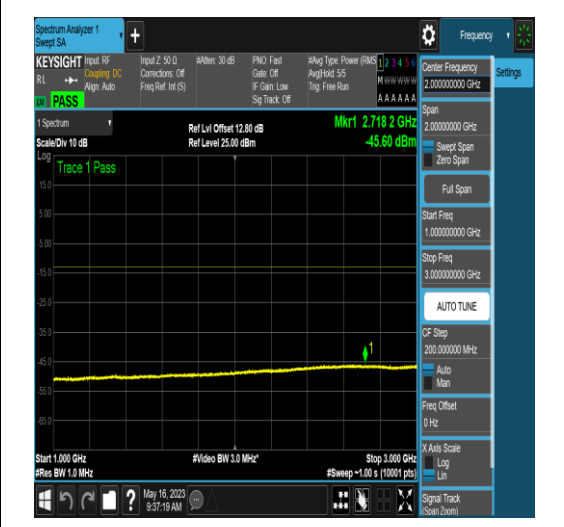 Spectrum Analyzer 1
Swept SA
+
Frequency
KEYSIGHT
RL
PASS
Input: RF
Coupling: DC
Align: Auto
Input Z: 50 Ω
Corrections: Off
Freq Ref: Int (S)
#Atten: 30 dB
PNO: Fast
Gate: Off
IF Gain: Low
Sig Track: Off
#Avg Type: Power (RMS
Avg|Hold: 5/5
Trig: Free Run
1 2 3 4 5 6
M W W W W W
A A A A A A
Center Frequency
2.000000000 GHz
Settings
Span
2.00000000 GHz
Swept Span
Zero Span
Full Span
Start Freq
1.000000000 GHz
Stop Freq
3.000000000 GHz
AUTO TUNE
CF Step
200.000000 MHz
Auto
Man
Freq Offset
0 Hz
X Axis Scale
Log
Lin
Signal Track
(Span Zoom)
1 Spectrum
Scale/Div 10 dB
Ref Lvl Offset 12.80 dB
Ref Level 25.00 dBm
Mkr1 2.718 2 GHz
-45.60 dBm
Log
Trace 1 Pass
15.0
5.00
-5.00
-15.0
-25.0
-35.0
-45.0
-55.0
-65.0
1
Start 1.000 GHz
#Video BW 3.0 MHz*
Stop 3.000 GHz
#Res BW 1.0 MHz
#Sweep ~1.00 s (10001 pts)
?
May 16, 2023
9:37:19 AM